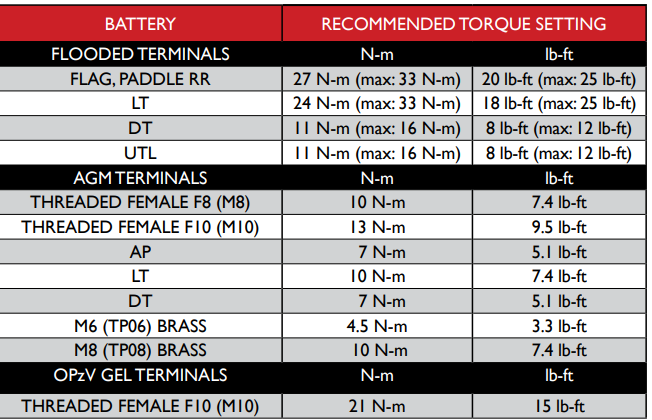 BATTERY RECOMMENDED TORQUE SETTING
FLOODED TERMINALS N-m lb-ft
FLAG, PADDLE RR 27 N-m (max: 33 N-m) 20 lb-ft (max: 25 lb-ft)
LT 24 N-m (max: 33 N-m) 18 lb-ft (max: 25 lb-ft)
DT 11 N-m (max: 16 N-m) 8 lb-ft (max: 12 lb-ft)
UTL 11 N-m (max: 16 N-m) 8 lb-ft (max: 12 lb-ft)
AGM TERMINALS N-m lb-ft
THREADED FEMALE F8 (M8) 10 N-m 7.4 lb-ft
THREADED FEMALE F10 (M10) 13 N-m 9.5 lb-ft
AP 7 N-m 5.1 lb-ft
LT 10 N-m 7.4 lb-ft
DT 7 N-m 5.1 lb-ft
M6 (TP06) BRASS 4.5 N-m 3.3 lb-ft
M8 (TP08) BRASS 10 N-m 7.4 lb-ft
OPzV GEL TERMINALS N-m lb-ft
THREADED FEMALE F10 (M10) 21 N-m 15 lb-ft